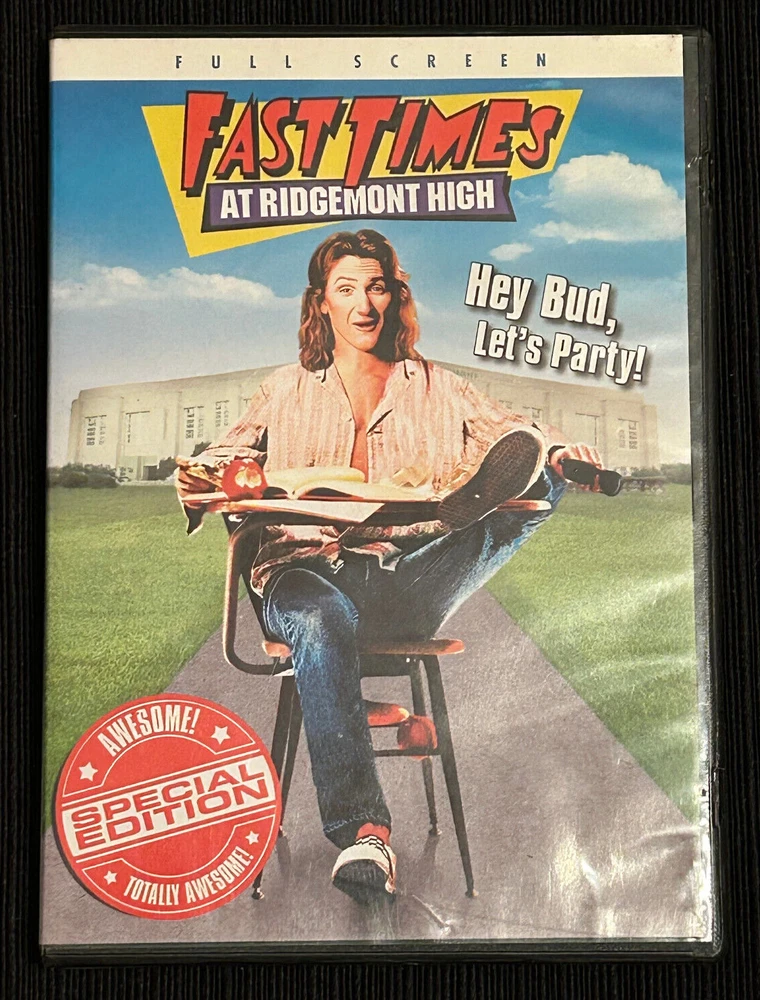 FULL SCREEN
FAST TIMES
AT RIDGEMONT HIGH
Hey Bud,
Let's Party!
AWESOME!
SPECIAL
EDITION
TOTALLY AWESOME!